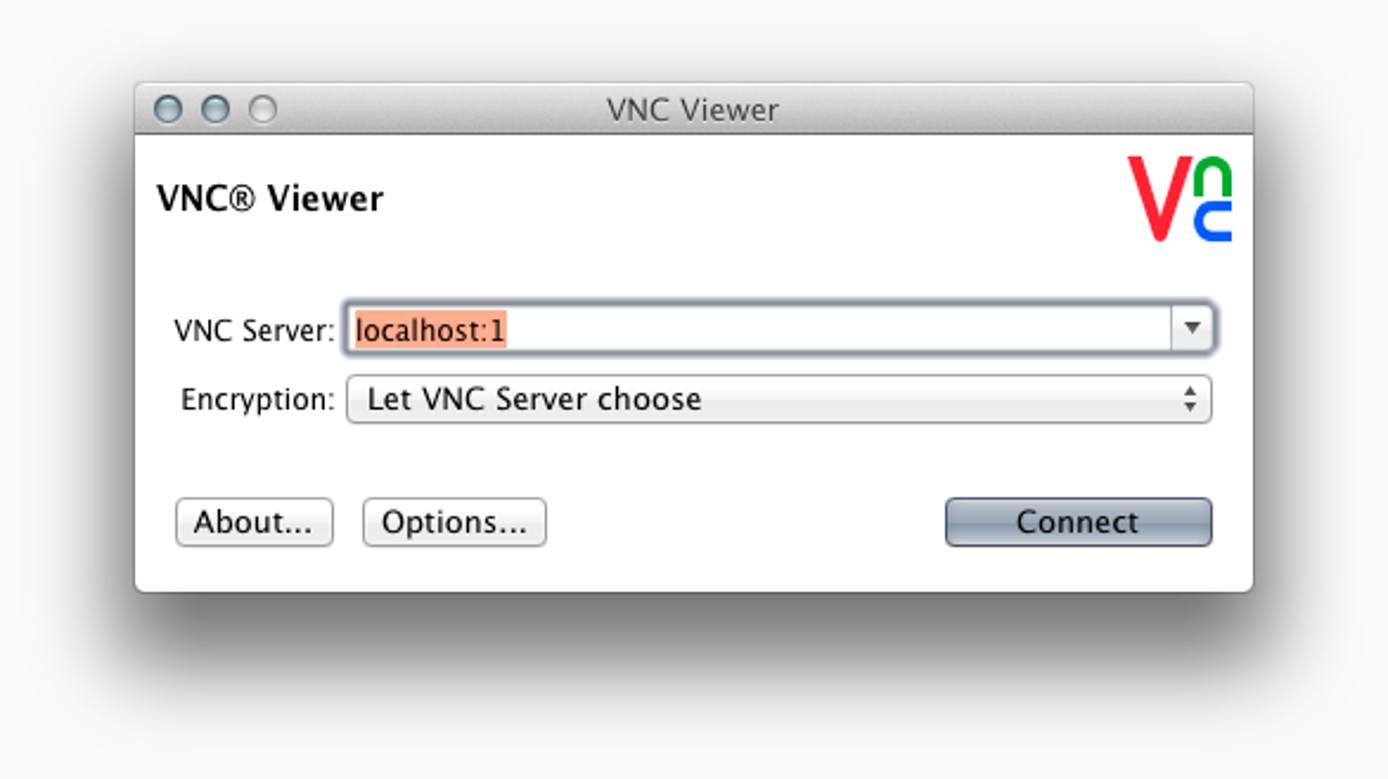 VNC Viewer
VNC® Viewer
Vnc
VNC Server: localhost:1
Encryption: Let VNC Server choose
About... Options... Connect